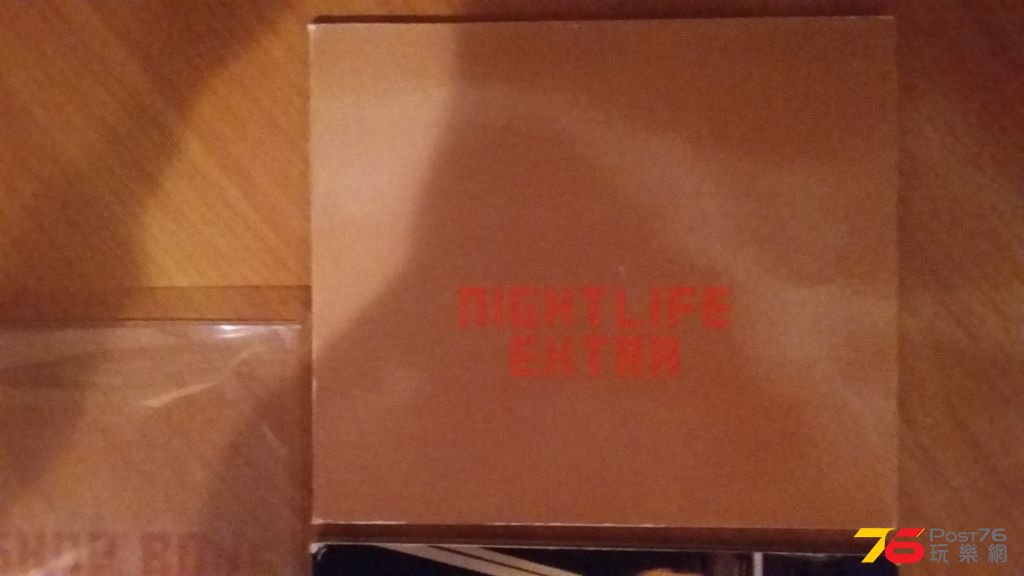 NIGHTLIFE
EXTRA
76 Post76
玩樂網